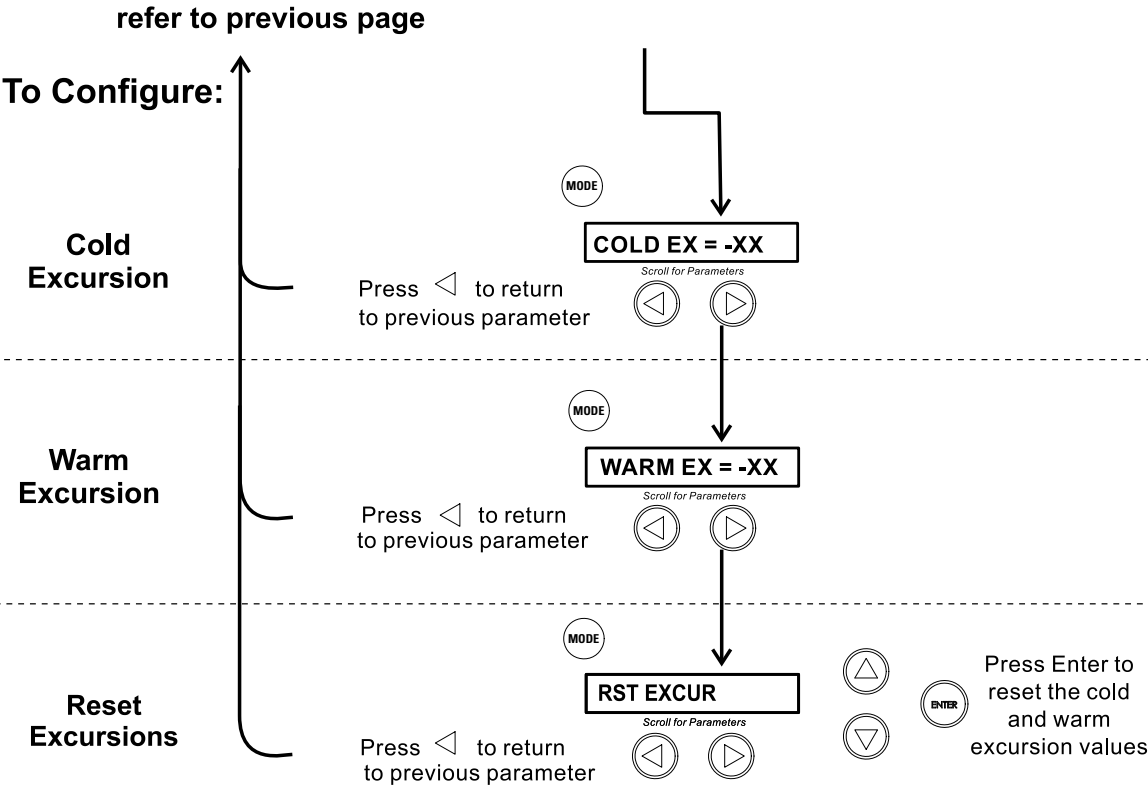 refer to previous page
To Configure:
MODE
Cold
Excursion
COLD EX = -XX
Scroll for Parameters
Press to return
to previous parameter
MODE
Warm
Excursion
WARM EX = -XX
Scroll for Parameters
Press to return
to previous parameter
MODE
Reset
Excursions
RST EXCUR
Scroll for Parameters
Press to return
to previous parameter
ENTER
Press Enter to
reset the cold
and warm
excursion values